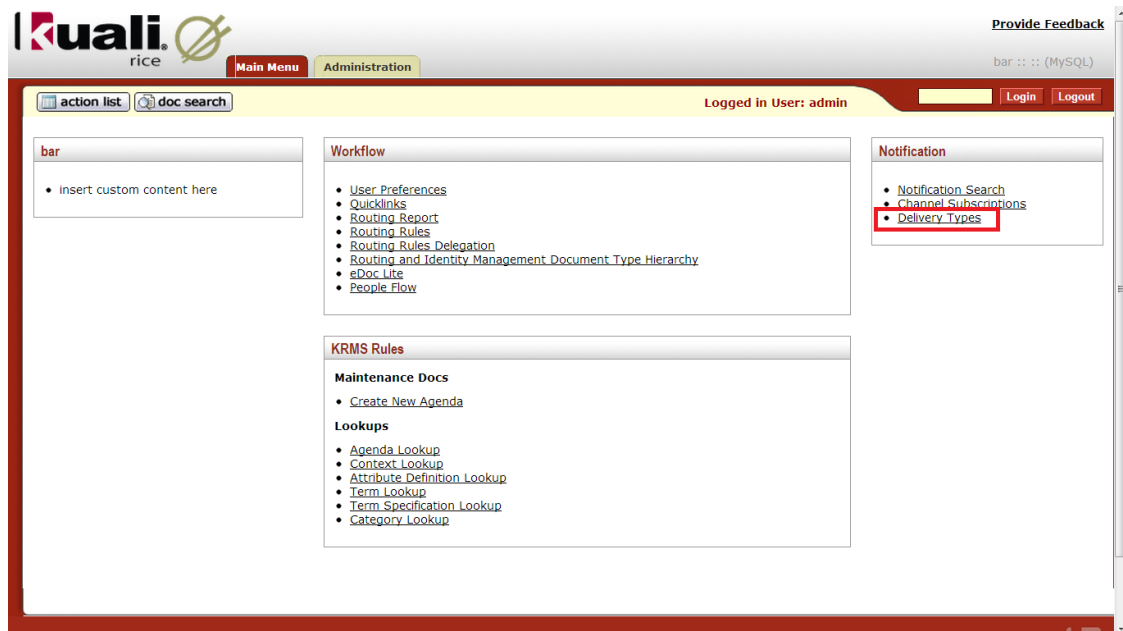 kuali.
rice
Provide Feedback
Main Menu
Administration
bar :: :: (MySQL)
action list
doc search
Logged in User: admin
Login
Logout
bar
insert custom content here
Workflow
User Preferences
Quicklinks
Routing Report
Routing Rules
Routing Rules Delegation
Routing and Identity Management Document Type Hierarchy
eDoc Lite
People Flow
KRMS Rules
Maintenance Docs
Create New Agenda
Lookups
Agenda Lookup
Context Lookup
Attribute Definition Lookup
Term Lookup
Term Specification Lookup
Category Lookup
Notification
Notification Search
Channel Subscriptions
Delivery Types